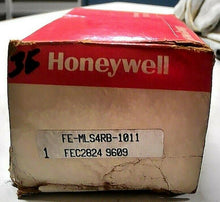 36
Honeywell
FE-MLS4RB-1011
1 FEC2824 9609